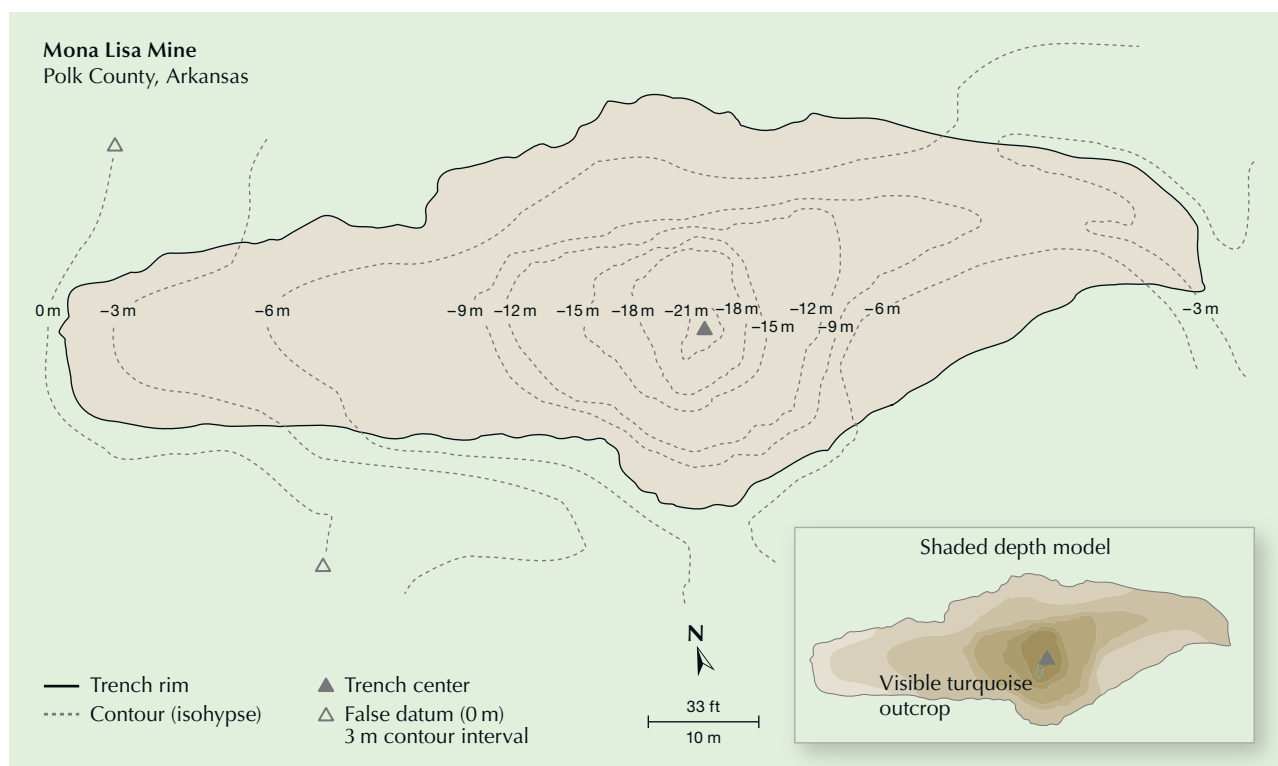 Mona Lisa Mine
Polk County, Arkansas
0 m
−3 m
−6 m
−9 m
−12 m
−15 m
−18 m
−21 m
−18 m
−15 m
−12 m
−9 m
−6 m
−3 m
N
33 ft
10 m
Trench rim
Contour (isohypse)
Trench center
False datum (0 m)
3 m contour interval
Shaded depth model
Visible turquoise
outcrop